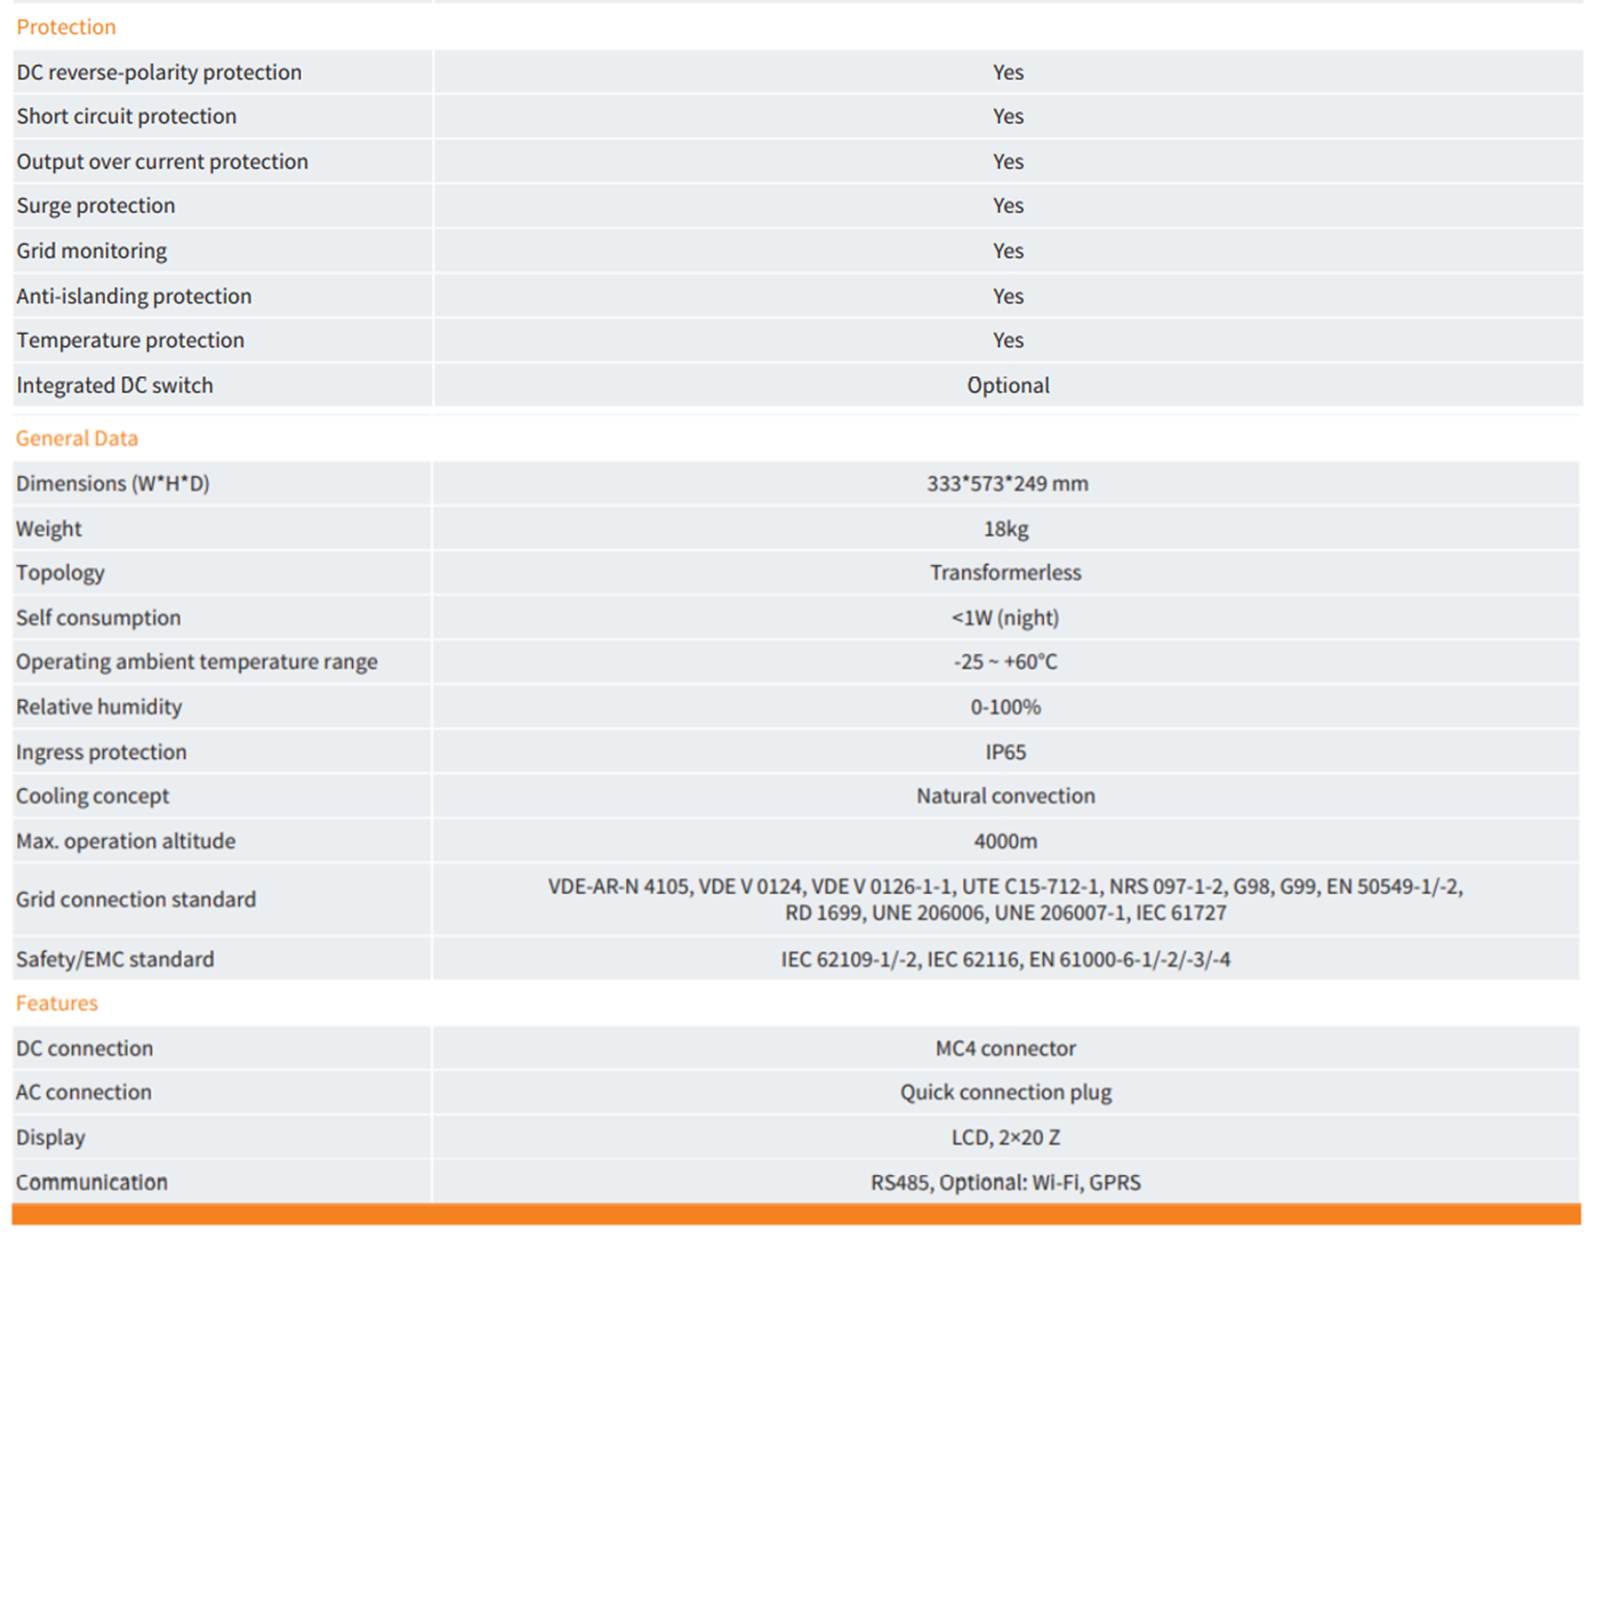 Protection
DC reverse-polarity protection Yes
Short circuit protection Yes
Output over current protection Yes
Surge protection Yes
Grid monitoring Yes
Anti-islanding protection Yes
Temperature protection Yes
Integrated DC switch Optional
General Data
Dimensions (W*H*D) 333*573*249 mm
Weight 18kg
Topology Transformerless
Self consumption <1W (night)
Operating ambient temperature range -25 ~ +60°C
Relative humidity 0-100%
Ingress protection IP65
Cooling concept Natural convection
Max. operation altitude 4000m
Grid connection standard VDE-AR-N 4105, VDE V 0124, VDE V 0126-1-1, UTE C15-712-1, NRS 097-1-2, G98, G99, EN 50549-1/-2,
RD 1699, UNE 206006, UNE 206007-1, IEC 61727
Safety/EMC standard IEC 62109-1/-2, IEC 62116, EN 61000-6-1/-2/-3/-4
Features
DC connection MC4 connector
AC connection Quick connection plug
Display LCD, 2×20 Z
Communication RS485, Optional: Wi-Fi, GPRS